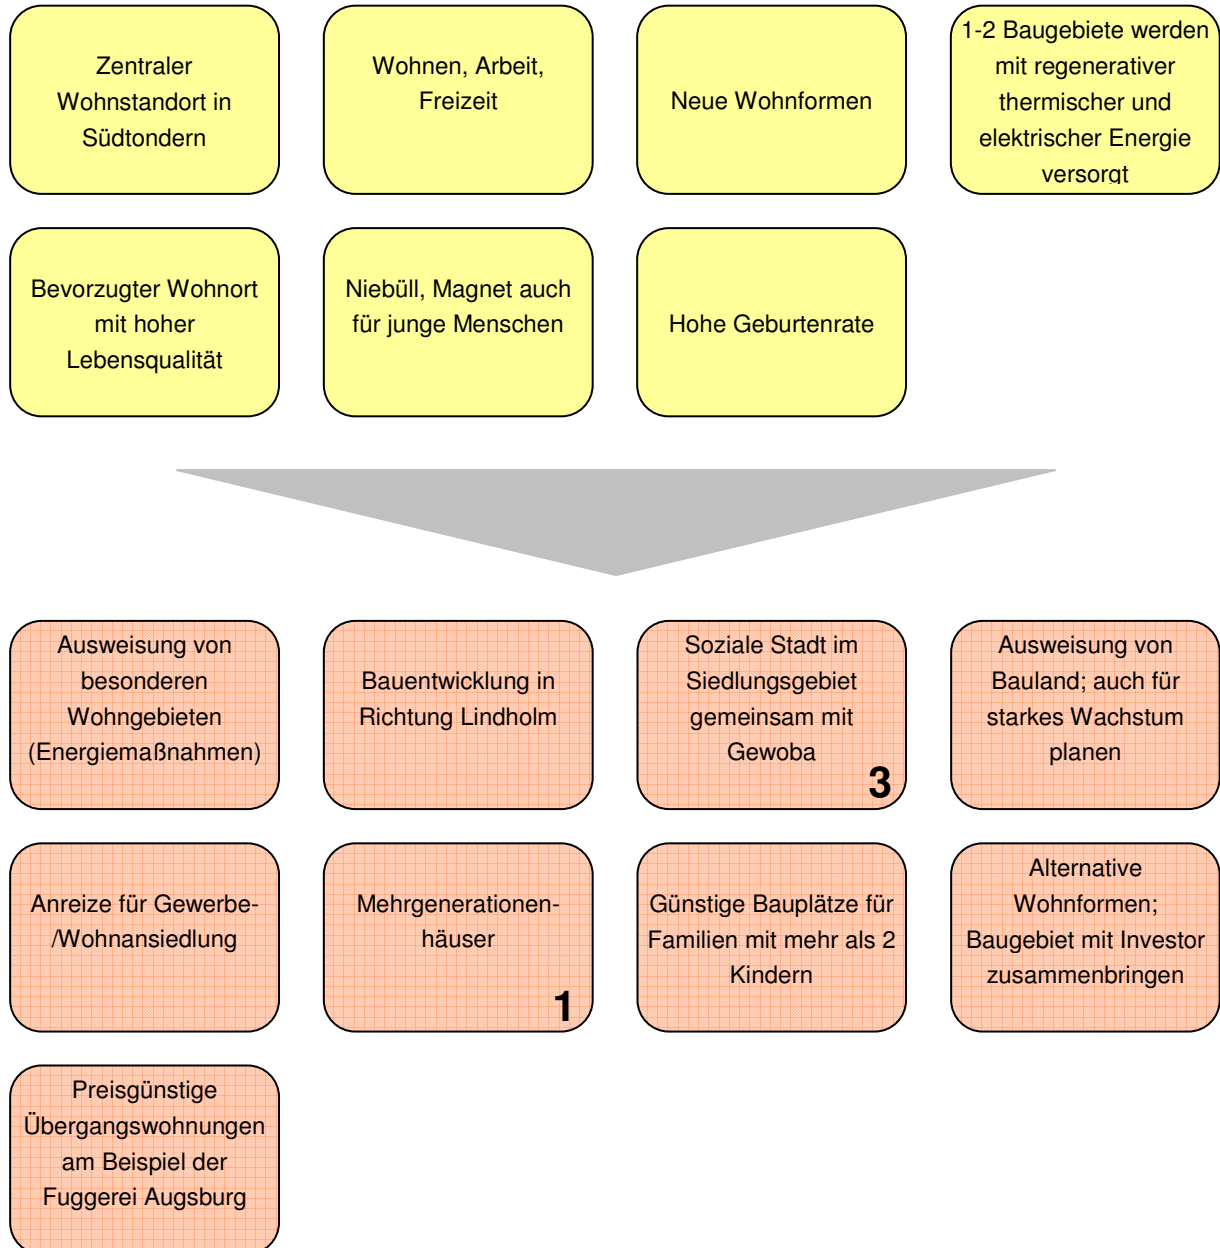 Zentraler
Wohnstandort in
Südtondern
Wohnen, Arbeit,
Freizeit
Neue Wohnformen
1-2 Baugebiete werden
mit regenerativer
thermischer und
elektrischer Energie
versorgt
Bevorzugter Wohnort
mit hoher
Lebensqualität
Niebüll, Magnet auch
für junge Menschen
Hohe Geburtenrate
Ausweisung von
besonderen
Wohngebieten
(Energiemaßnahmen)
Bauentwicklung in
Richtung Lindholm
Soziale Stadt im
Siedlungsgebiet
gemeinsam mit
Gewoba
3
Ausweisung von
Bauland; auch für
starkes Wachstum
planen
Anreize für Gewerbe-
/Wohnansiedlung
Mehrgenerationen-
häuser
1
Günstige Bauplätze für
Familien mit mehr als 2
Kindern
Alternative
Wohnformen;
Baugebiet mit Investor
zusammenbringen
Preisgünstige
Übergangswohnungen
am Beispiel der
Fuggerei Augsburg